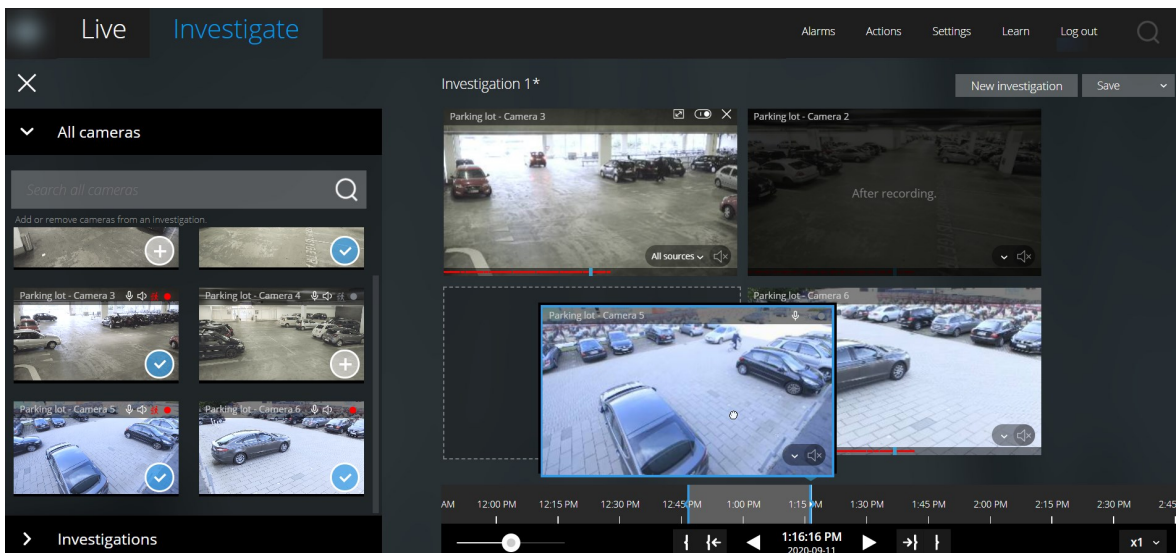 Live
Investigate
Alarms
Actions
Settings
Learn
Log out
Investigation 1*
New investigation
Save
All cameras
Search all cameras
Add or remove cameras from an investigation.
Parking lot - Camera 3
Parking lot - Camera 4
Parking lot - Camera 5
Parking lot - Camera 6
Investigations
Parking lot - Camera 3
All sources
Parking lot - Camera 2
After recording.
Parking lot - Camera 5
Parking lot - Camera 6
AM 12:00 PM 12:15 PM 12:30 PM 12:45 PM 1:00 PM 1:15 PM 1:30 PM 1:45 PM 2:00 PM 2:15 PM 2:30 PM 2:45
1:16:16 PM
2020-09-11
x1